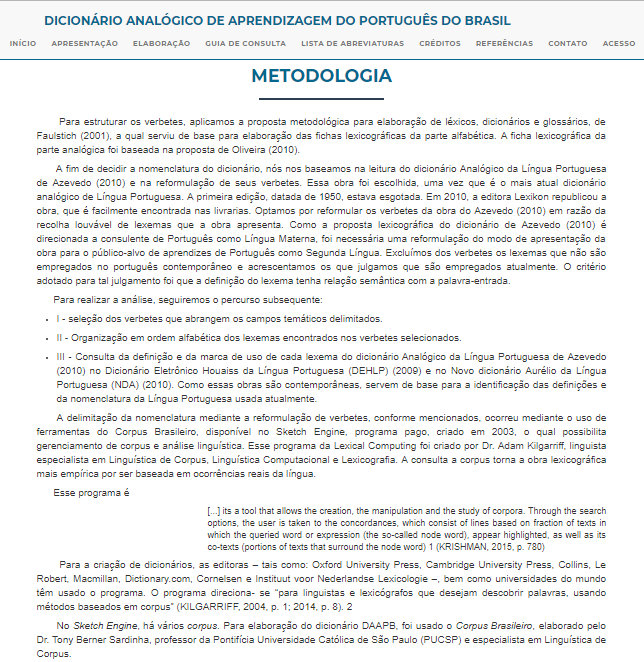 DICIONÁRIO ANALÓGICO DE APRENDIZAGEM DO PORTUGUÊS DO BRASIL
INÍCIO APRESENTAÇÃO ELABORAÇÃO GUIA DE CONSULTA LISTA DE ABREVIATURAS CRÉDITOS REFERÊNCIAS CONTATO ACESSO
METODOLOGIA
Para estruturar os verbetes, aplicamos a proposta metodológica para elaboração de léxicos, dicionários e glossários, de
Faulstich (2001), a qual serviu de base para elaboração das fichas lexicográficas da parte alfabética. A ficha lexicográfica da
parte analógica foi baseada na proposta de Oliveira (2010).
A fim de decidir a nomenclatura do dicionário, nós nos baseamos na leitura do dicionário Analógico da Língua Portuguesa
de Azevedo (2010) e na reformulação de seus verbetes. Essa obra foi escolhida, uma vez que é o mais atual dicionário
analógico de Língua Portuguesa. A primeira edição, datada de 1950, estava esgotada. Em 2010, a editora Lexikon republicou a
obra, que é facilmente encontrada nas livrarias. Optamos por reformular os verbetes da obra do Azevedo (2010) em razão da
recolha louvável de lexemas que a obra apresenta. Como a proposta lexicográfica do dicionário de Azevedo (2010) é
direcionada a consulente de Português como Língua Materna, foi necessária uma reformulação do modo de apresentação da
obra para o público-alvo de aprendizes de Português como Segunda Língua. Excluímos dos verbetes os lexemas que não são
empregados no português contemporâneo e acrescentamos os que julgamos que são empregados atualmente. O critério
adotado para tal julgamento foi que a definição do lexema tenha relação semântica com a palavra-entrada.
Para realizar a análise, seguiremos o percurso subsequente:
• I - seleção dos verbetes que abrangem os campos temáticos delimitados.
• II - Organização em ordem alfabética dos lexemas encontrados nos verbetes selecionados.
• III - Consulta da definição e da marca de uso de cada lexema do dicionário Analógico da Língua Portuguesa de Azevedo
(2010) no Dicionário Eletrônico Houaiss da Língua Portuguesa (DEHLP) (2009) e no Novo dicionário Aurélio da Língua
Portuguesa (NDA) (2010). Como essas obras são contemporâneas, servem de base para a identificação das definições e
da nomenclatura da Língua Portuguesa usada atualmente.
A delimitação da nomenclatura mediante a reformulação de verbetes, conforme mencionados, ocorreu mediante o uso de
ferramentas do Corpus Brasileiro, disponível no Sketch Engine, programa pago, criado em 2003, o qual possibilita
gerenciamento de corpus e análise linguística. Esse programa da Lexical Computing foi criado por Dr. Adam Kilgarriff, linguista
especialista em Linguística de Corpus, Linguística Computacional e Lexicografia. A consulta a corpus torna a obra lexicográfica
mais empírica por ser baseada em ocorrências reais da língua.
Esse programa é
[...] its a tool that allows the creation, the manipulation and the study of corpora. Through the search
options, the user is taken to the concordances, which consist of lines based on fraction of texts in
which the queried word or expression (the so-called node word), appear highlighted, as well as its
co-texts (portions of texts that surround the node word) 1 (KRISHMAN, 2015, p. 780)
Para a criação de dicionários, as editoras – tais como: Oxford University Press, Cambridge University Press, Collins, Le
Robert, Macmillan, Dictionary.com, Cornelsen e Instituut voor Nederlandse Lexicologie –, bem como universidades do mundo
têm usado o programa. O programa direciona- se “para linguistas e lexicógrafos que desejam descobrir palavras, usando
métodos baseados em corpus” (KILGARRIFF, 2004, p. 1; 2014, p. 8). 2
No Sketch Engine, há vários corpus. Para elaboração do dicionário DAAPB, foi usado o Corpus Brasileiro, elaborado pelo
Dr. Tony Berner Sardinha, professor da Pontifícia Universidade Católica de São Paulo (PUCSP) e especialista em Linguística de
Corpus.